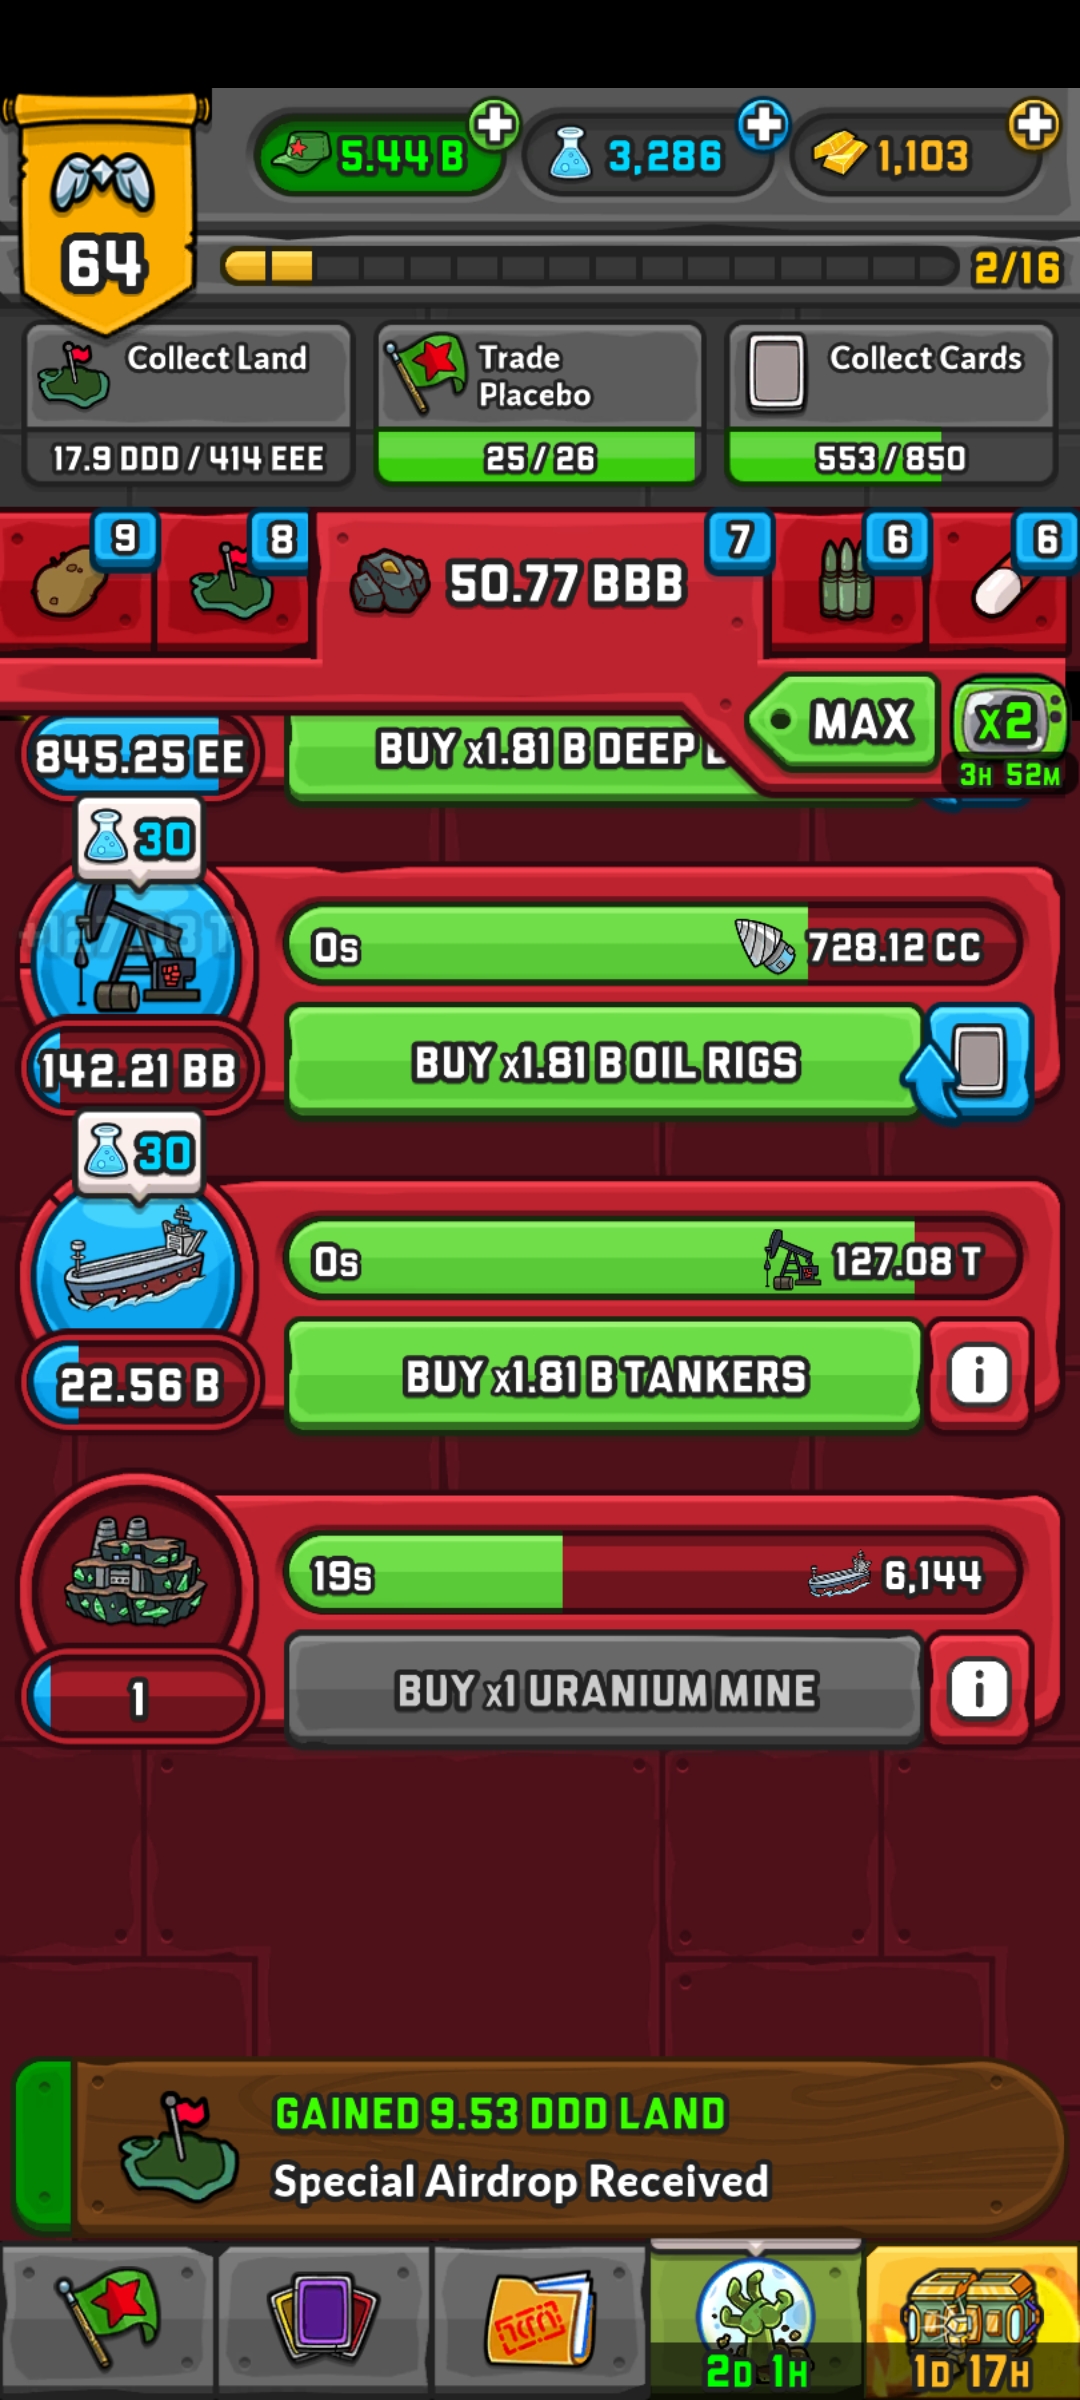 5.44 B
3,286
1,103
64
2/16
Collect Land
17.9 DDD / 414 EEE
Trade
Placebo
25 / 26
Collect Cards
553 / 850
9
8
50.77 BBB
7
6
6
MAX
x2
3H 52M
845.25 EE
BUY x1.81 B DEEP
30
0s
728.12 CC
142.21 BB
BUY x1.81 B OIL RIGS
30
0s
127.08 T
22.56 B
BUY x1.81 B TANKERS
19s
6,144
1
BUY x1 URANIUM MINE
GAINED 9.53 DDD LAND
Special Airdrop Received
2D 1H
1D 17H